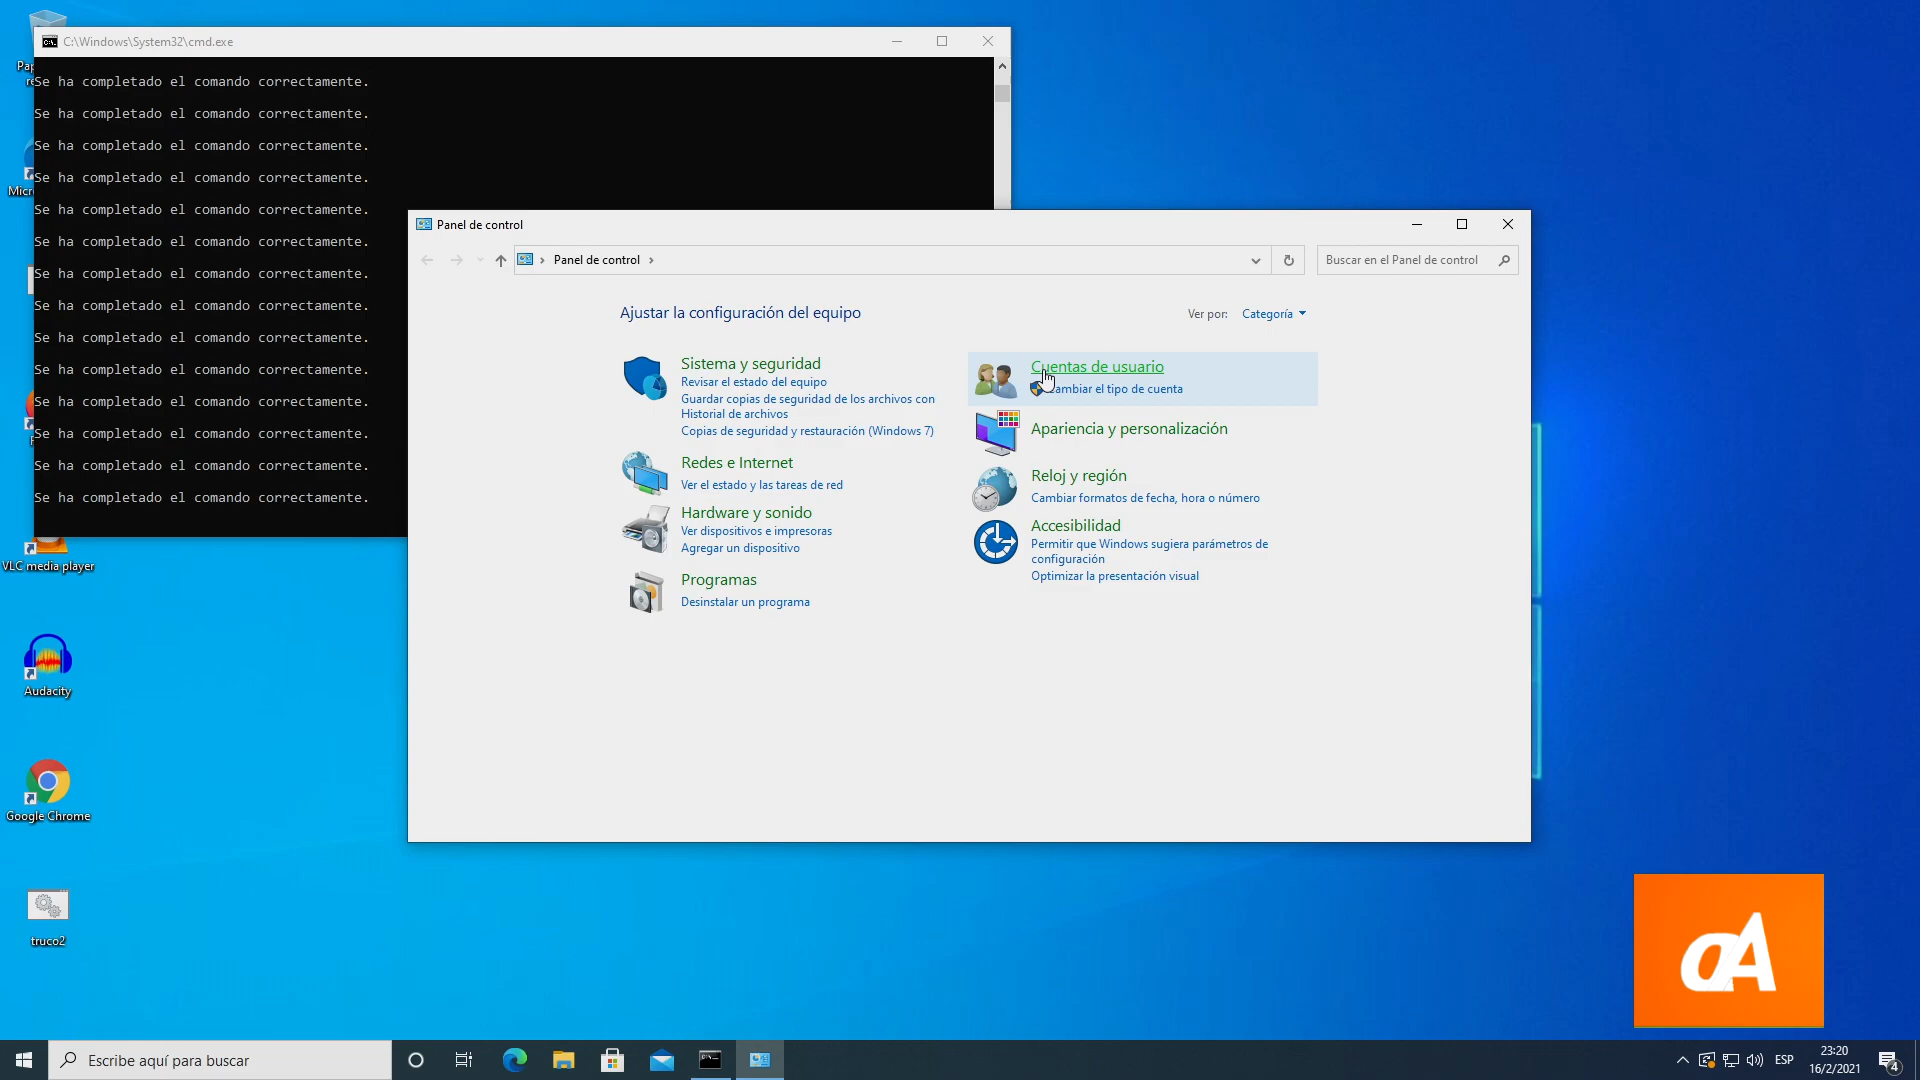 C:\Windows\System32\cmd.exe
Se ha completado el comando correctamente.
Se ha completado el comando correctamente.
Se ha completado el comando correctamente.
Se ha completado el comando correctamente.
Se ha completado el comando correctamente.
Se ha completado el comando correctamente.
Se ha completado el comando correctamente.
Se ha completado el comando correctamente.
Se ha completado el comando correctamente.
Se ha completado el comando correctamente.
Se ha completado el comando correctamente.
Se ha completado el comando correctamente.
Se ha completado el comando correctamente.
Se ha completado el comando correctamente.
Panel de control
Panel de control
Buscar en el Panel de control
Ajustar la configuración del equipo
Ver por: Categoría
Sistema y seguridad
Revisar el estado del equipo
Guardar copias de seguridad de los archivos con
Historial de archivos
Copias de seguridad y restauración (Windows 7)
Redes e Internet
Ver el estado y las tareas de red
Hardware y sonido
Ver dispositivos e impresoras
Agregar un dispositivo
Programas
Desinstalar un programa
Cuentas de usuario
ambiar el tipo de cuenta
Apariencia y personalización
Reloj y región
Cambiar formatos de fecha, hora o número
Accesibilidad
Permitir que Windows sugiera parámetros de
configuración
Optimizar la presentación visual
Pap
re
Micr
VLC media player
Audacity
Google Chrome
truco2
aA
Escribe aquí para buscar
ESP
23:20
16/2/2021
4